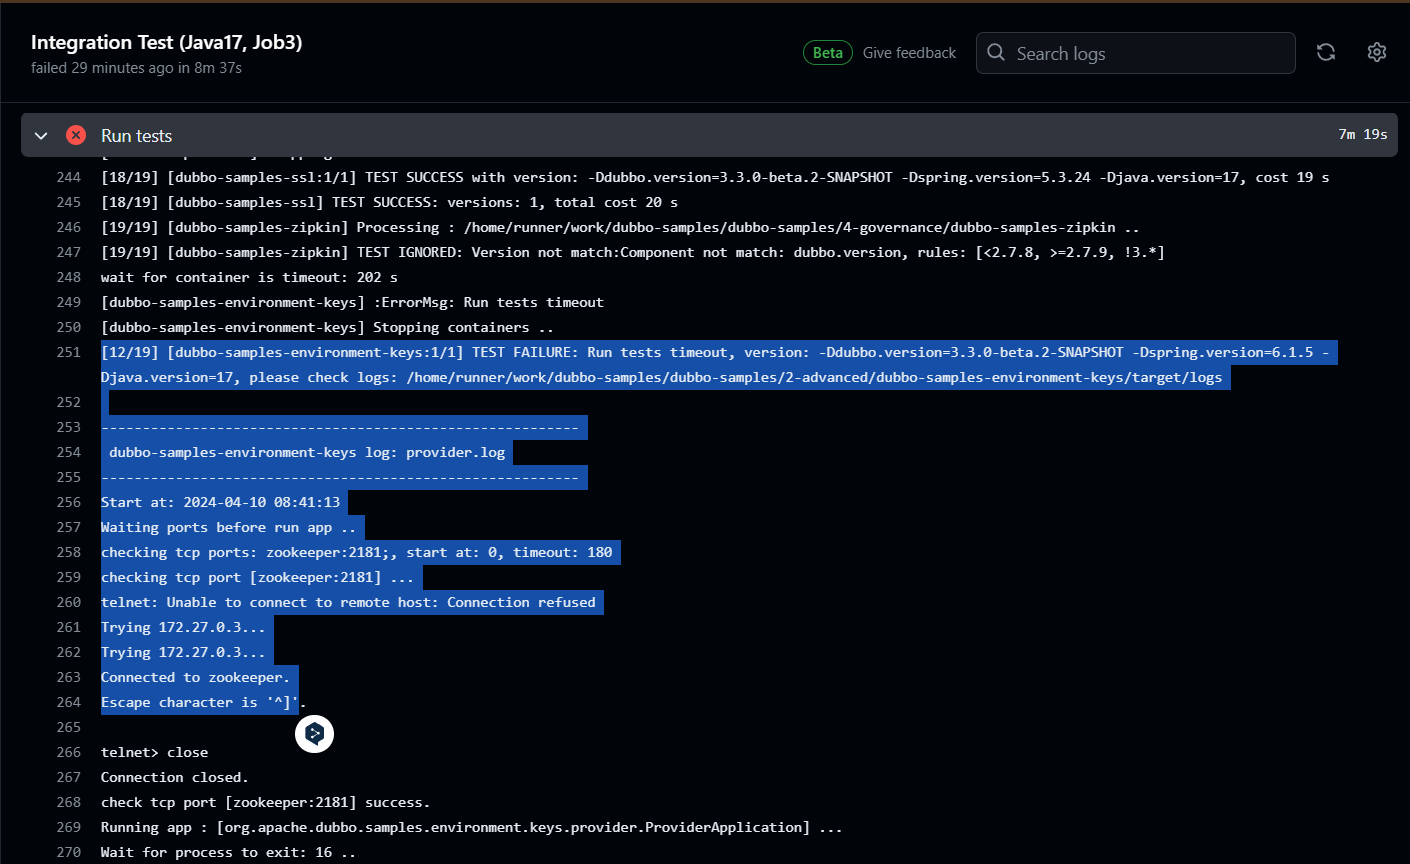 Integration Test (Java17, Job3)
failed 29 minutes ago in 8m 37s
Beta Give feedback
Search logs
Run tests
7m 19s
244 [18/19] [dubbo-samples-ssl:1/1] TEST SUCCESS with version: -Ddubbo.version=3.3.0-beta.2-SNAPSHOT -Dspring.version=5.3.24 -Djava.version=17, cost 19 s
245 [18/19] [dubbo-samples-ssl] TEST SUCCESS: versions: 1, total cost 20 s
246 [19/19] [dubbo-samples-zipkin] Processing : /home/runner/work/dubbo-samples/dubbo-samples/4-governance/dubbo-samples-zipkin ..
247 [19/19] [dubbo-samples-zipkin] TEST IGNORED: Version not match:Component not match: dubbo.version, rules: [<2.7.8, >=2.7.9, !3.*]
248 wait for container is timeout: 202 s
249 [dubbo-samples-environment-keys] :ErrorMsg: Run tests timeout
250 [dubbo-samples-environment-keys] Stopping containers ..
251 [12/19] [dubbo-samples-environment-keys:1/1] TEST FAILURE: Run tests timeout, version: -Ddubbo.version=3.3.0-beta.2-SNAPSHOT -Dspring.version=6.1.5 -
Djava.version=17, please check logs: /home/runner/work/dubbo-samples/dubbo-samples/2-advanced/dubbo-samples-environment-keys/target/logs
252
253 ----------------------------------------------------------
254 dubbo-samples-environment-keys log: provider.log
255 ----------------------------------------------------------
256 Start at: 2024-04-10 08:41:13
257 Waiting ports before run app ..
258 checking tcp ports: zookeeper:2181;, start at: 0, timeout: 180
259 checking tcp port [zookeeper:2181] ...
260 telnet: Unable to connect to remote host: Connection refused
261 Trying 172.27.0.3...
262 Trying 172.27.0.3...
263 Connected to zookeeper.
264 Escape character is '^]'.
265
266 telnet> close
267 Connection closed.
268 check tcp port [zookeeper:2181] success.
269 Running app : [org.apache.dubbo.samples.environment.keys.provider.ProviderApplication] ...
270 Wait for process to exit: 16 ..